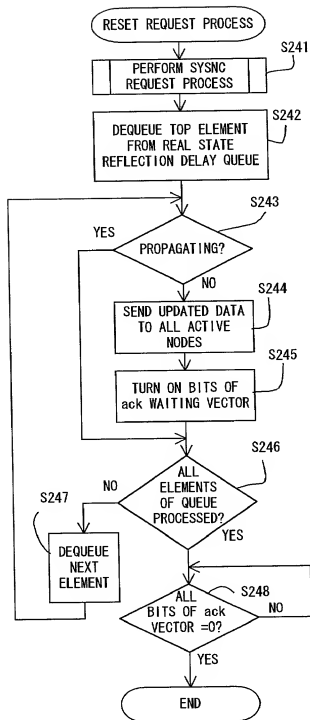 RESET REQUEST PROCESS
S241
PERFORM SYSNC
REQUEST PROCESS
S242
DEQUEUE TOP ELEMENT
FROM REAL STATE
REFLECTION DELAY QUEUE
S243
YES
PROPAGATING?
NO
S244
SEND UPDATED DATA
TO ALL ACTIVE
NODES
S245
TURN ON BITS OF
ack WAITING VECTOR
S246
ALL
ELEMENTS
OF QUEUE
PROCESSED?
NO
YES
S247
DEQUEUE
NEXT
ELEMENT
S248
ALL
BITS OF ack
VECTOR =0?
NO
YES
END